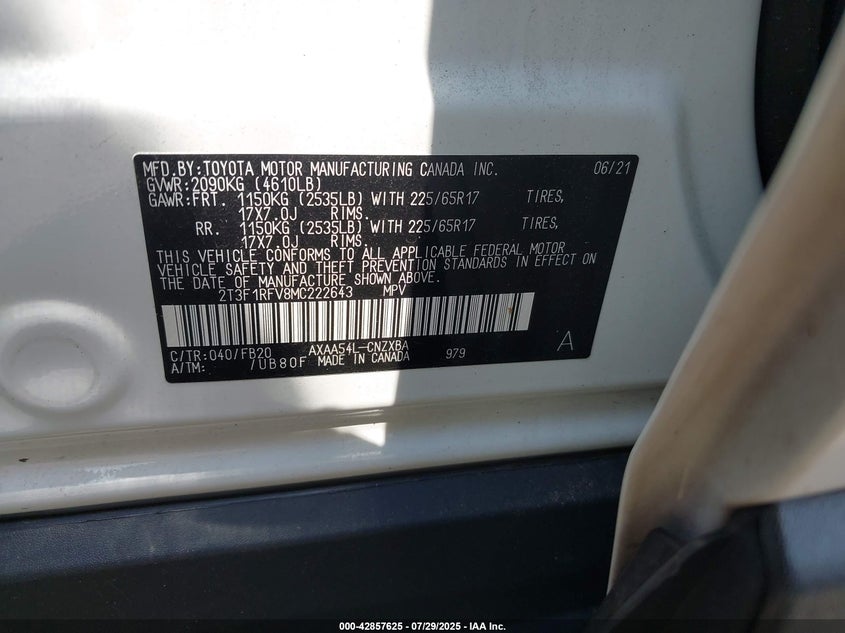 MFD.BY:TOYOTA MOTOR MANUFACTURING CANADA INC. 06/21
GVWR:2090KG (4610LB)
GAWR:FRT. 1150KG (2535LB) WITH 225/65R17 TIRES,
17X7.0J RIMS.
RR. 1150KG (2535LB) WITH 225/65R17 TIRES,
17X7.0J RIMS.
THIS VEHICLE CONFORMS TO ALL APPLICABLE FEDERAL MOTOR
VEHICLE SAFETY AND THEFT PREVENTION STANDARDS IN EFFECT ON
THE DATE OF MANUFACTURE SHOWN ABOVE.
2T3F1RFV8MC222643 MPV
C/TR:040/FB20 AXAA54L-CNZXBA 979 A
A/TM: /UB80F MADE IN CANADA
000-42857625 - 07/29/2025 - IAA Inc.